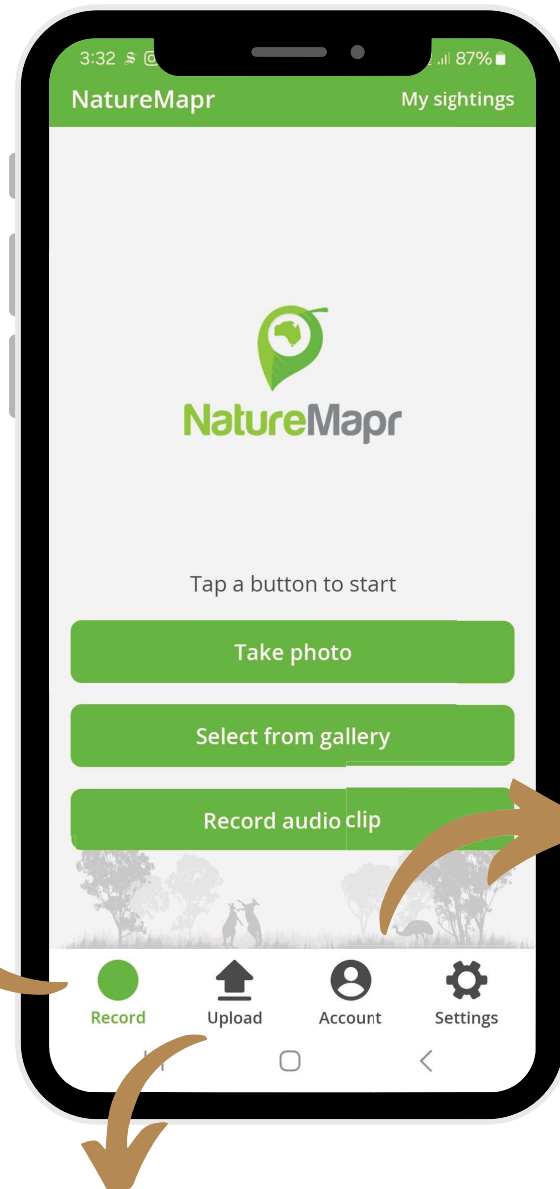 3:32 87%
NatureMapr My sightings
NatureMapr
Tap a button to start
Take photo
Select from gallery
Record audio clip
Record Upload Account Settings